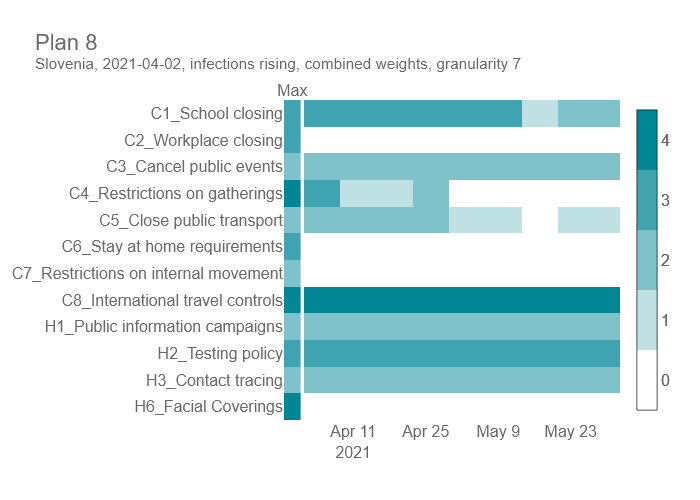 Plan 8
Slovenia, 2021-04-02, infections rising, combined weights, granularity 7
Max
C1_School closing
C2_Workplace closing
C3_Cancel public events
C4_Restrictions on gatherings
C5_Close public transport
C6_Stay at home requirements
C7_Restrictions on internal movement
C8_International travel controls
H1_Public information campaigns
H2_Testing policy
H3_Contact tracing
H6_Facial Coverings
4
3
2
1
0
Apr 11 Apr 25 May 9 May 23
2021